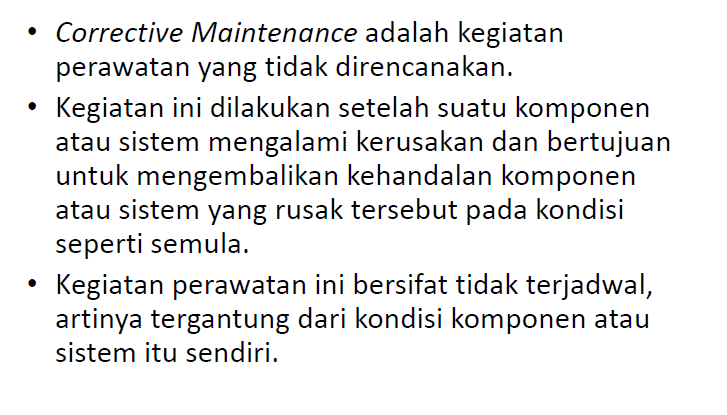 • Corrective Maintenance adalah kegiatan
perawatan yang tidak direncanakan.
• Kegiatan ini dilakukan setelah suatu komponen
atau sistem mengalami kerusakan dan bertujuan
untuk mengembalikan kehandalan komponen
atau sistem yang rusak tersebut pada kondisi
seperti semula.
• Kegiatan perawatan ini bersifat tidak terjadwal,
artinya tergantung dari kondisi komponen atau
sistem itu sendiri.